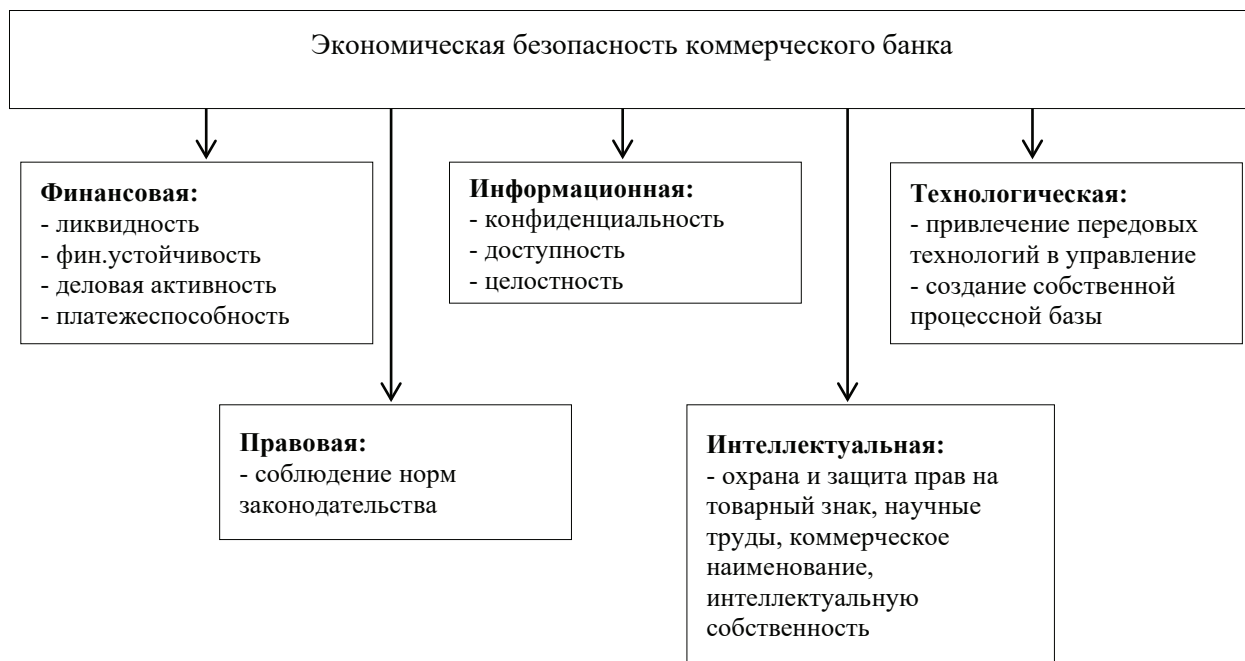 Экономическая безопасность коммерческого банка
Финансовая:
- ликвидность
- фин.устойчивость
- деловая активность
- платежеспособность
Информационная:
- конфиденциальность
- доступность
- целостность
Технологическая:
- привлечение передовых
технологий в управление
- создание собственной
процессной базы
Правовая:
- соблюдение норм
законодательства
Интеллектуальная:
- охрана и защита прав на
товарный знак, научные
труды, коммерческое
наименование,
интеллектуальную
собственность